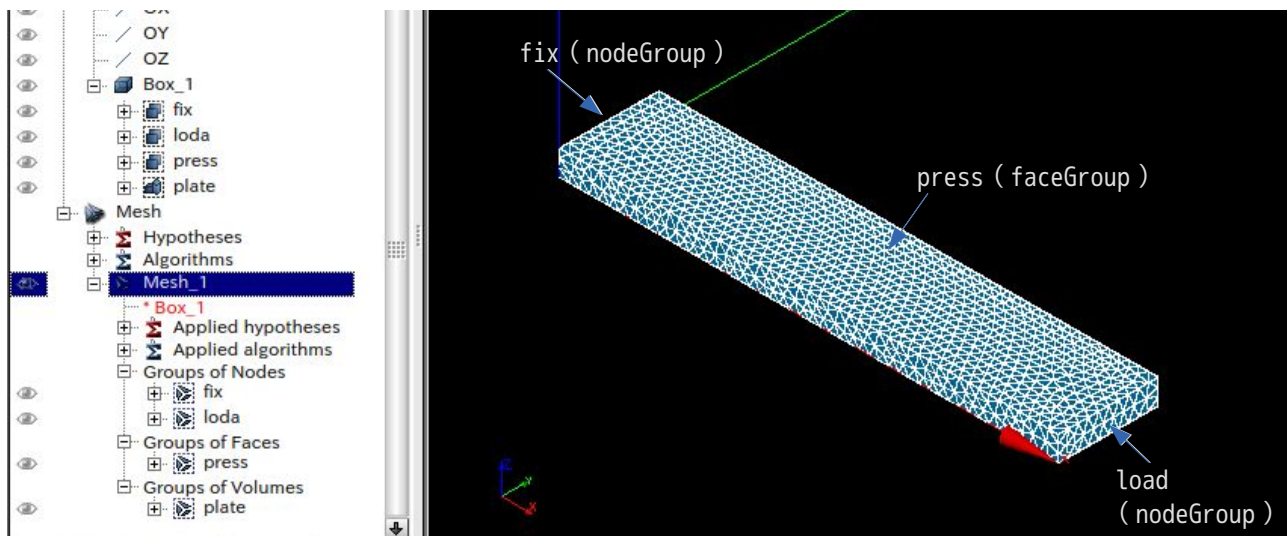 OX
OY
OZ
Box_1
fix
loda
press
plate
Mesh
Hypotheses
Algorithms
Mesh_1
* Box_1
Applied hypotheses
Applied algorithms
Groups of Nodes
fix
loda
Groups of Faces
press
Groups of Volumes
plate
fix（nodeGroup）
press（faceGroup）
load
（nodeGroup）
Z
Y
X